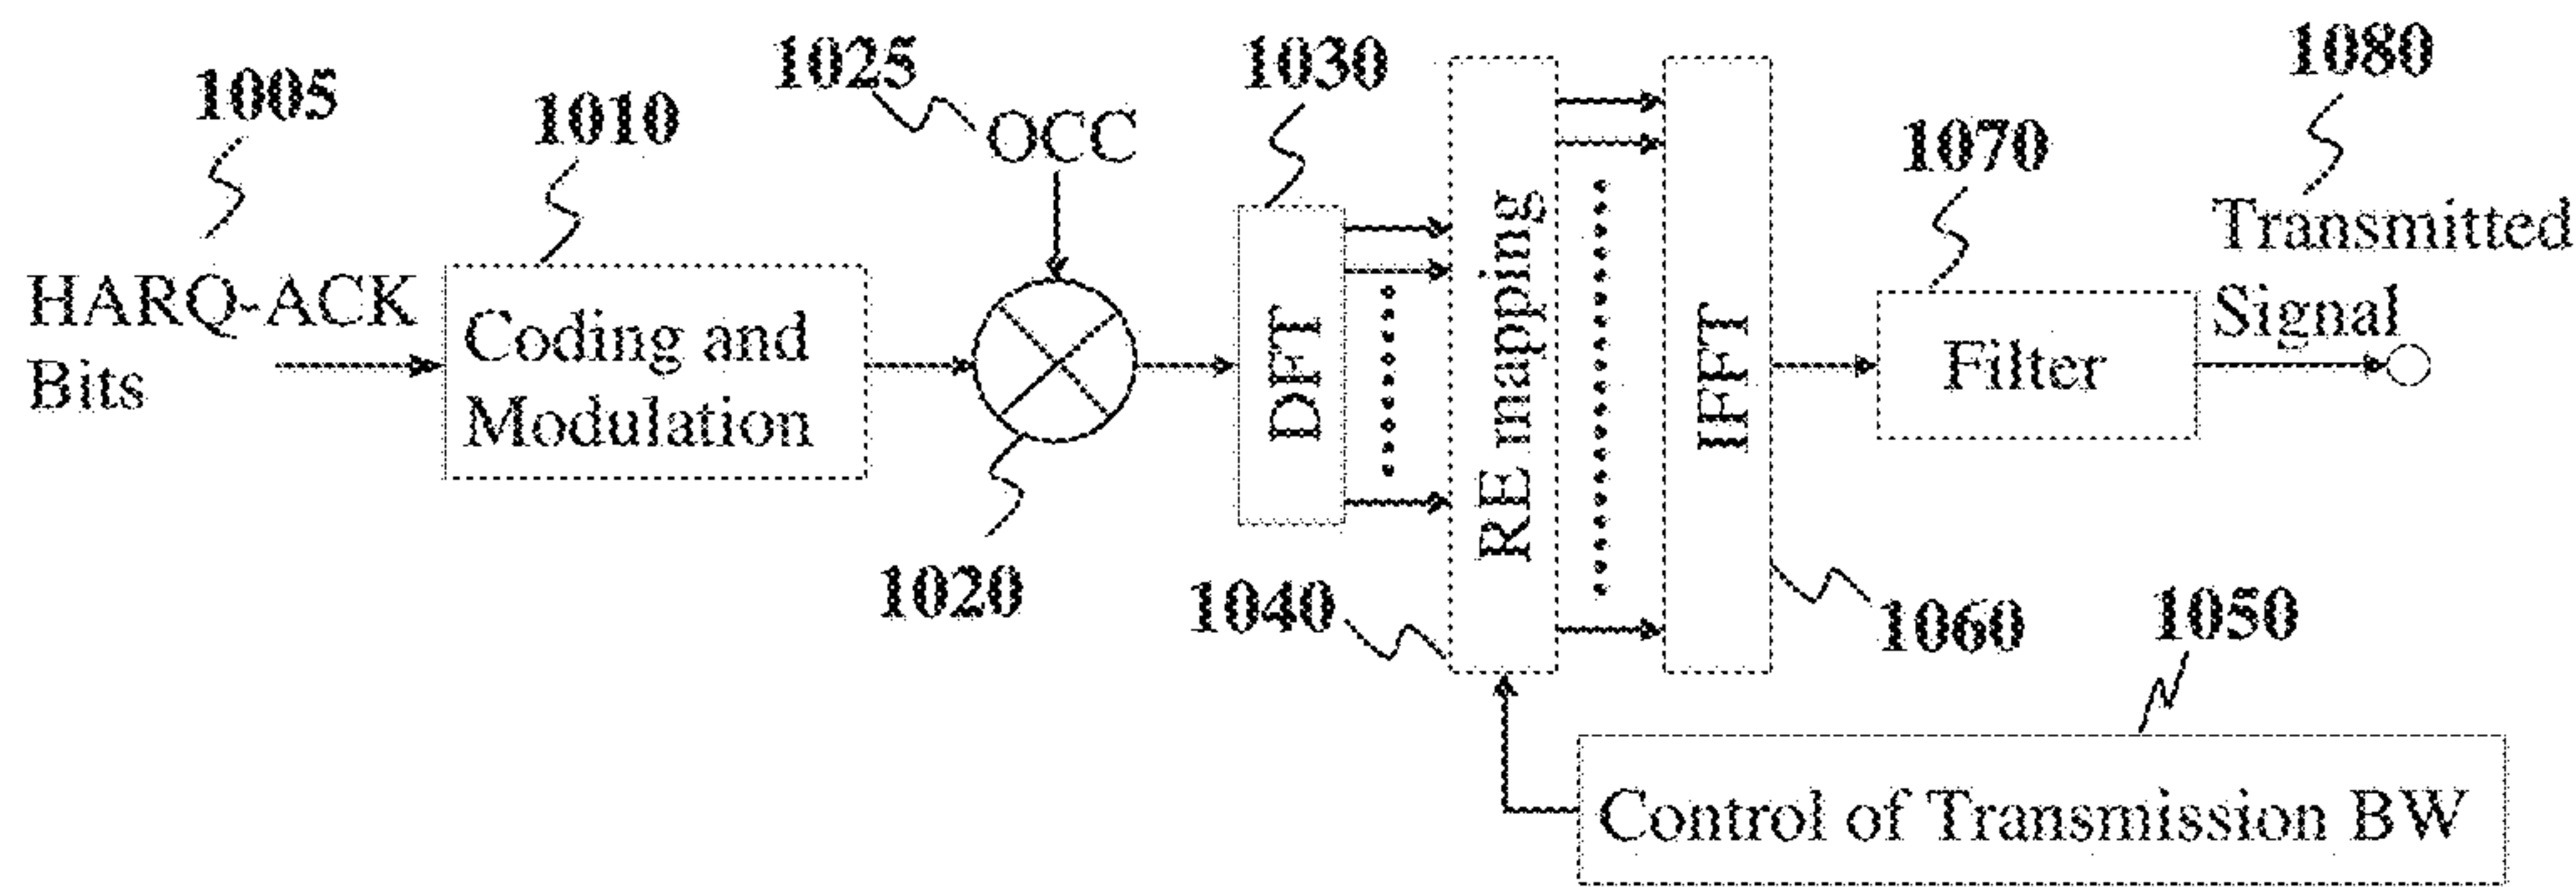 1005
HARQ-ACK
Bits
1010
Coding and
Modulation
1025
OCC
1020
1030
DFT
1040
RE mapping
IFFT
1060
1070
Filter
1080
Transmitted
Signal
1050
Control of Transmission BW